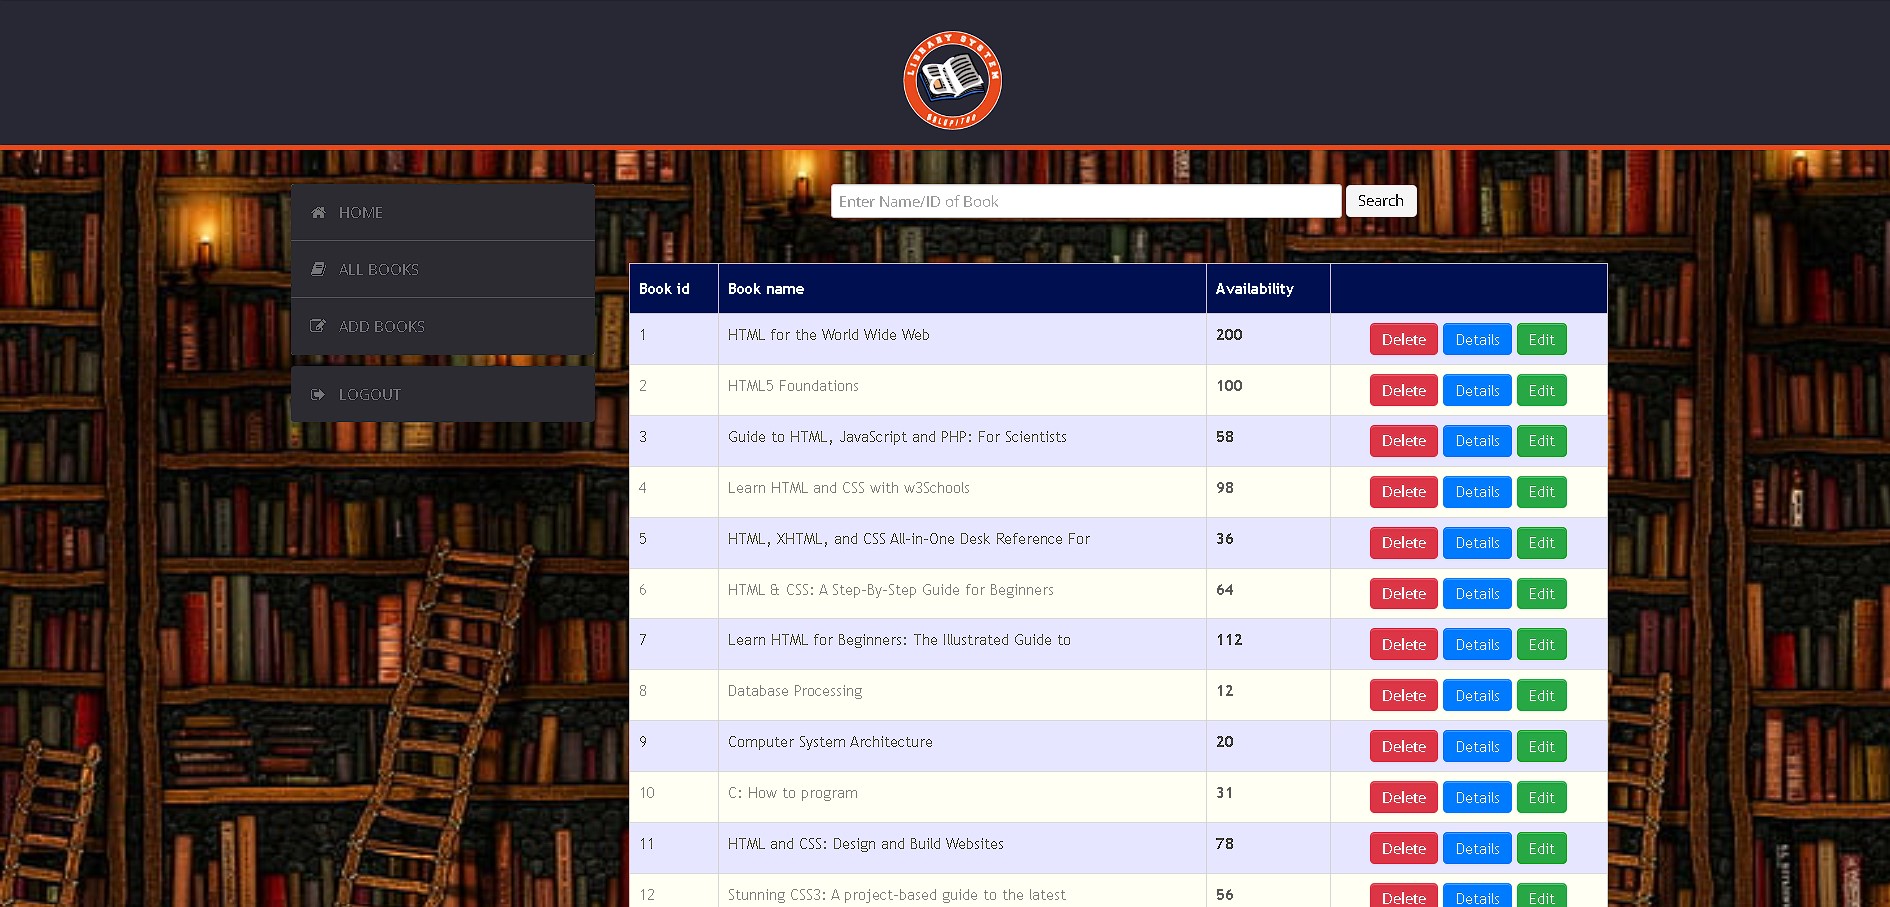 LIBRARY SYSTEM
HOME
ALL BOOKS
ADD BOOKS
LOGOUT
Enter Name/ID of Book Search
Book id Book name Availability
1 HTML for the World Wide Web 200 Delete Details Edit
2 HTML5 Foundations 100 Delete Details Edit
3 Guide to HTML, JavaScript and PHP: For Scientists 58 Delete Details Edit
4 Learn HTML and CSS with w3Schools 98 Delete Details Edit
5 HTML, XHTML, and CSS All-in-One Desk Reference For 36 Delete Details Edit
6 HTML & CSS: A Step-By-Step Guide for Beginners 64 Delete Details Edit
7 Learn HTML for Beginners: The Illustrated Guide to 112 Delete Details Edit
8 Database Processing 12 Delete Details Edit
9 Computer System Architecture 20 Delete Details Edit
10 C: How to program 31 Delete Details Edit
11 HTML and CSS: Design and Build Websites 78 Delete Details Edit
12 Stunning CSS3: A project-based guide to the latest 56 Delete Details Edit